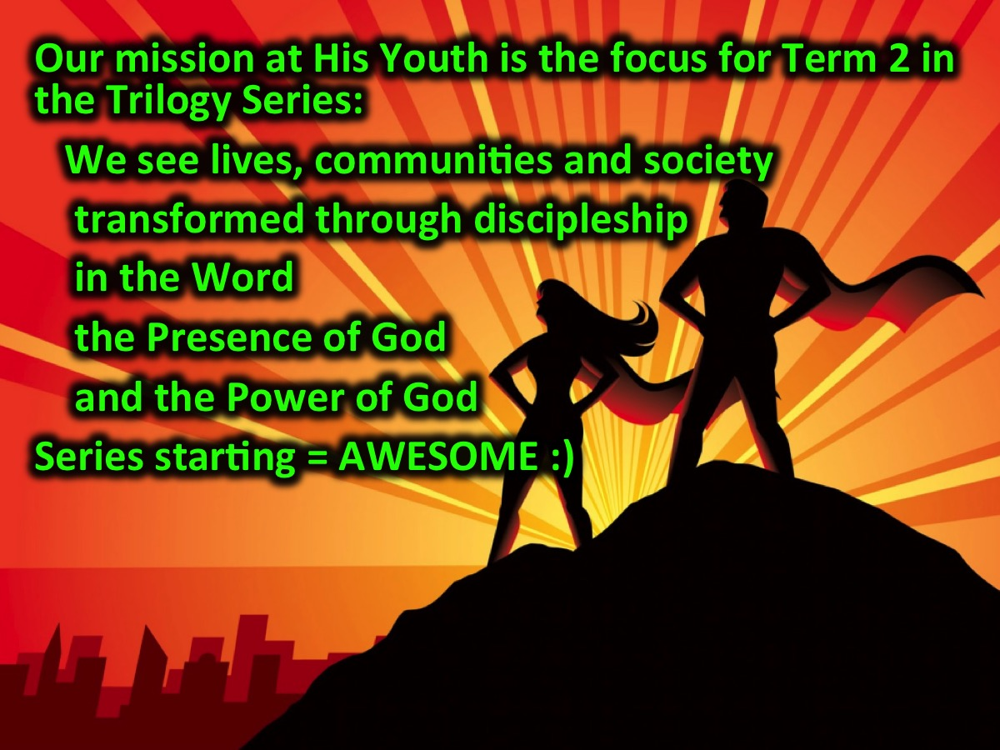 Our mission at His Youth is the focus for Term 2 in
the Trilogy Series:
We see lives, communities and society
transformed through discipleship
in the Word
the Presence of God
and the Power of God
Series starting = AWESOME :)